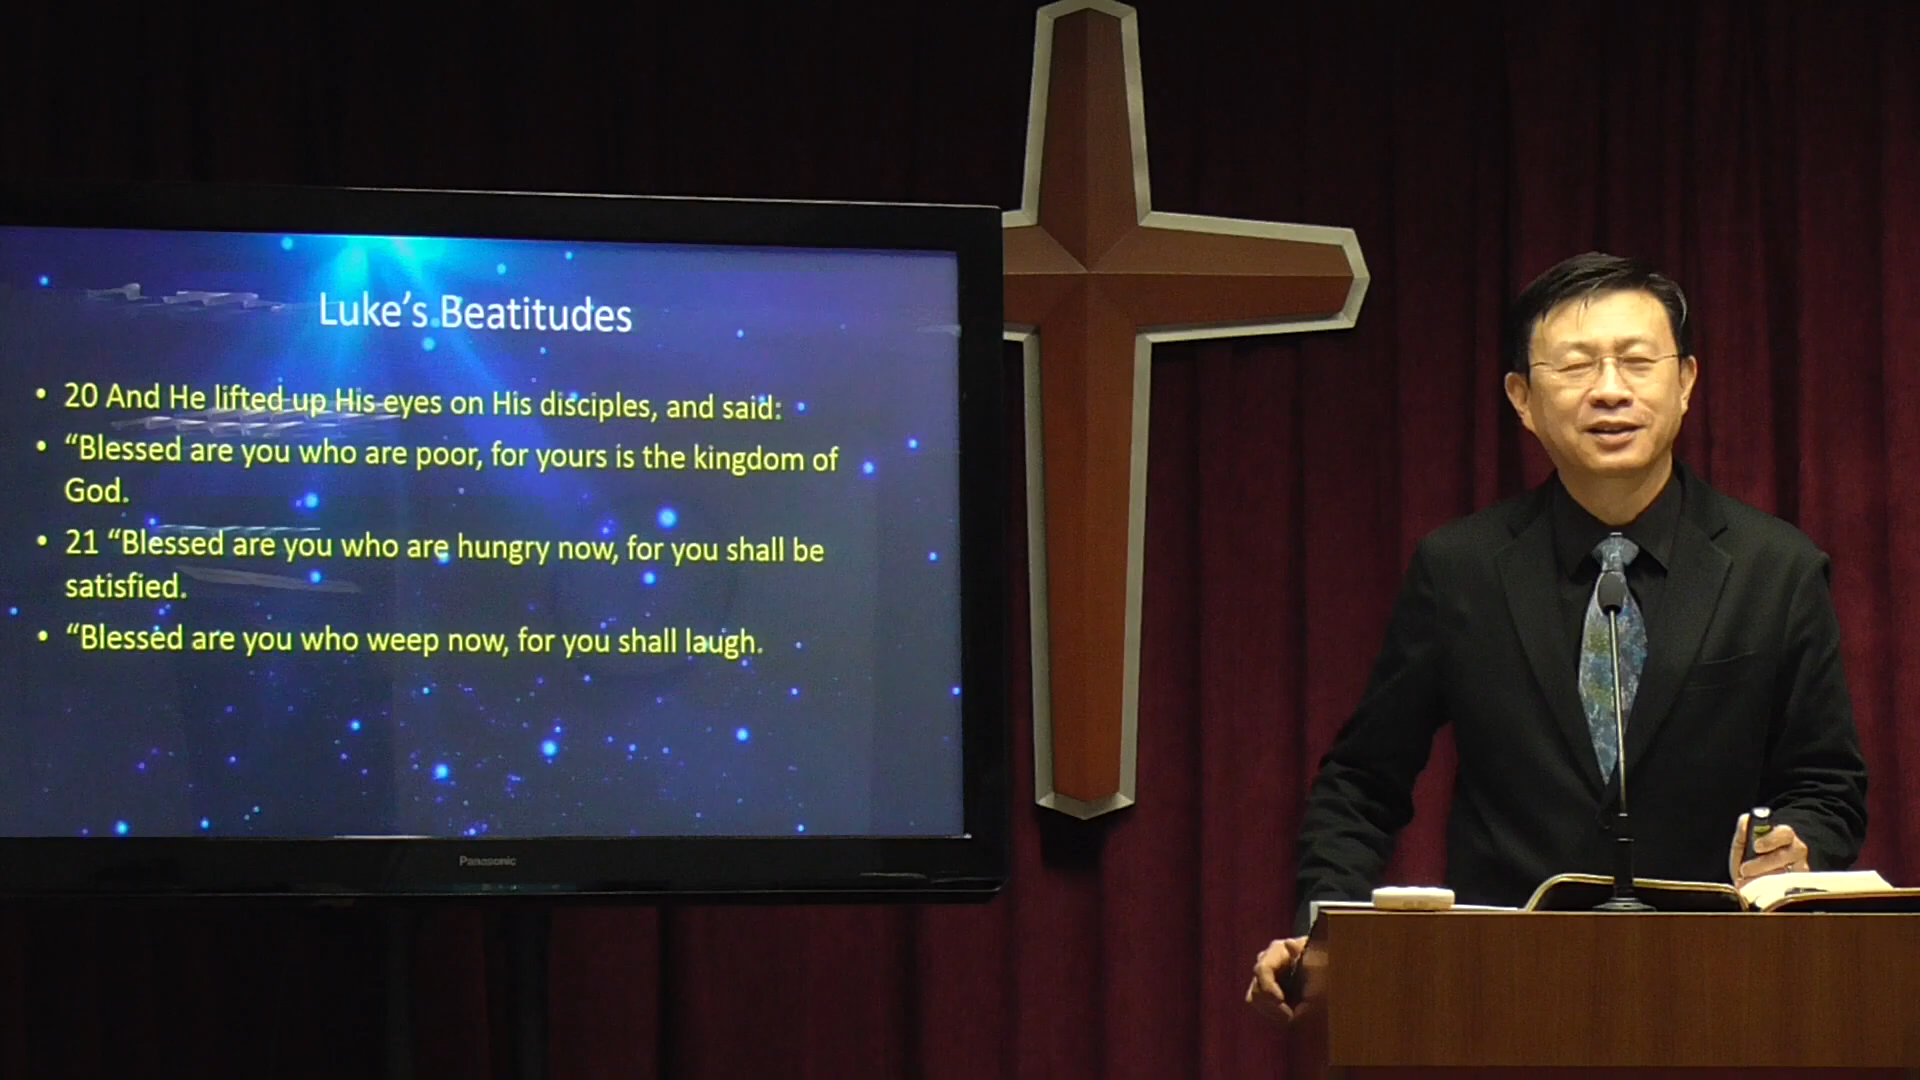 Luke’s Beatitudes
• 20 And He lifted up His eyes on His disciples, and said:
• “Blessed are you who are poor, for yours is the kingdom of
God.
• 21 “Blessed are you who are hungry now, for you shall be
satisfied.
• “Blessed are you who weep now, for you shall laugh.
Panasonic